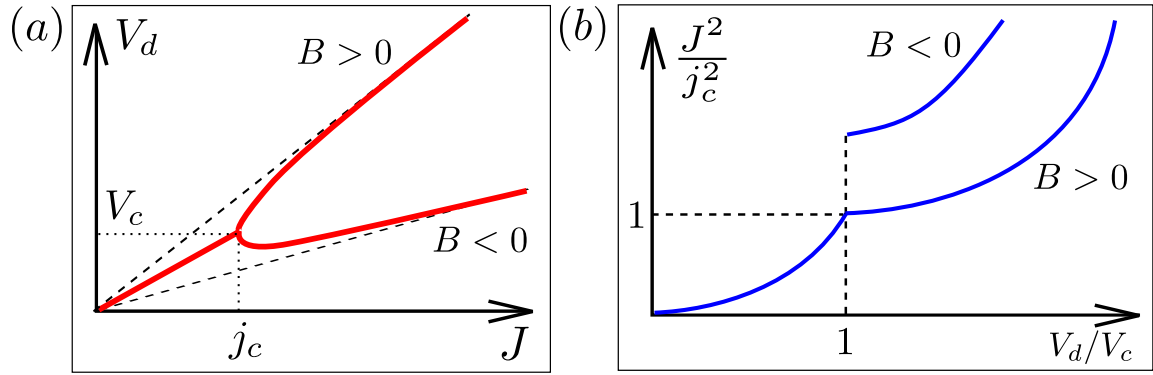 (a)
V_d
B > 0
V_c
B < 0
j_c
J
(b)
J^2
j_c^2
B < 0
B > 0
1
1
V_d/V_c